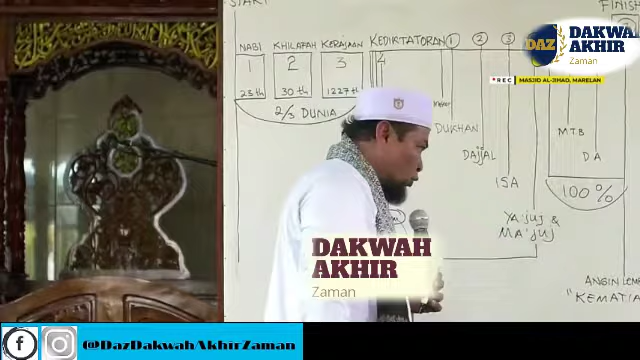 START
FINISH
DAKWAH
AKHIR
Zaman
DAZ
REC
MASJID AL-JIHAD, MARELAN
NABI KHILAFAH KERAJAAN KEDIKTATORAN 1 2 3
1 2 3 4
23 th 30 th 1227 th
2/3 DUNIA
DUKHAN
DAJJAL
ISA
YA'JUJ &
MA'JUJ
M.T.B
D.A
100 %
"KEMATIA
DAKWAH
AKHIR
Zaman
@DazDakwahAkhirZaman